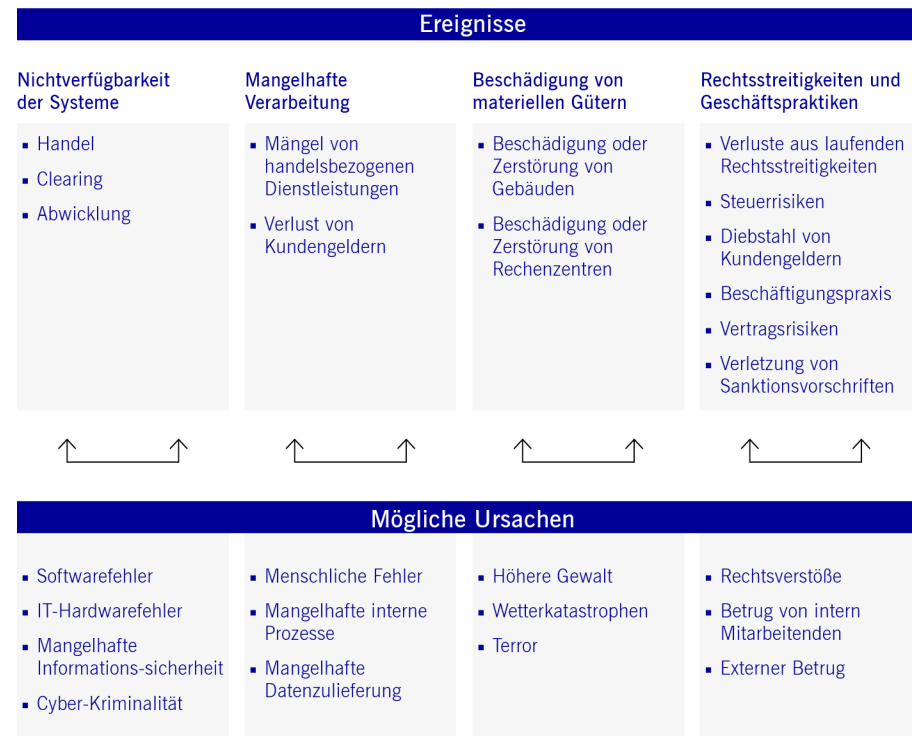 Ereignisse
Nichtverfügbarkeit
der Systeme
▪ Handel
▪ Clearing
▪ Abwicklung
Mangelhafte
Verarbeitung
▪ Mängel von
handelsbezogenen
Dienstleistungen
▪ Verlust von
Kundengeldern
Beschädigung von
materiellen Gütern
▪ Beschädigung oder
Zerstörung von
Gebäuden
▪ Beschädigung oder
Zerstörung von
Rechenzentren
Rechtsstreitigkeiten und
Geschäftspraktiken
▪ Verluste aus laufenden
Rechtsstreitigkeiten
▪ Steuerrisiken
▪ Diebstahl von
Kundengeldern
▪ Beschäftigungspraxis
▪ Vertragsrisiken
▪ Verletzung von
Sanktionsvorschriften
Mögliche Ursachen
▪ Softwarefehler
▪ IT-Hardwarefehler
▪ Mangelhafte
Informations-sicherheit
▪ Cyber-Kriminalität
▪ Menschliche Fehler
▪ Mangelhafte interne
Prozesse
▪ Mangelhafte
Datenzulieferung
▪ Höhere Gewalt
▪ Wetterkatastrophen
▪ Terror
▪ Rechtsverstöße
▪ Betrug von intern
Mitarbeitenden
▪ Externer Betrug